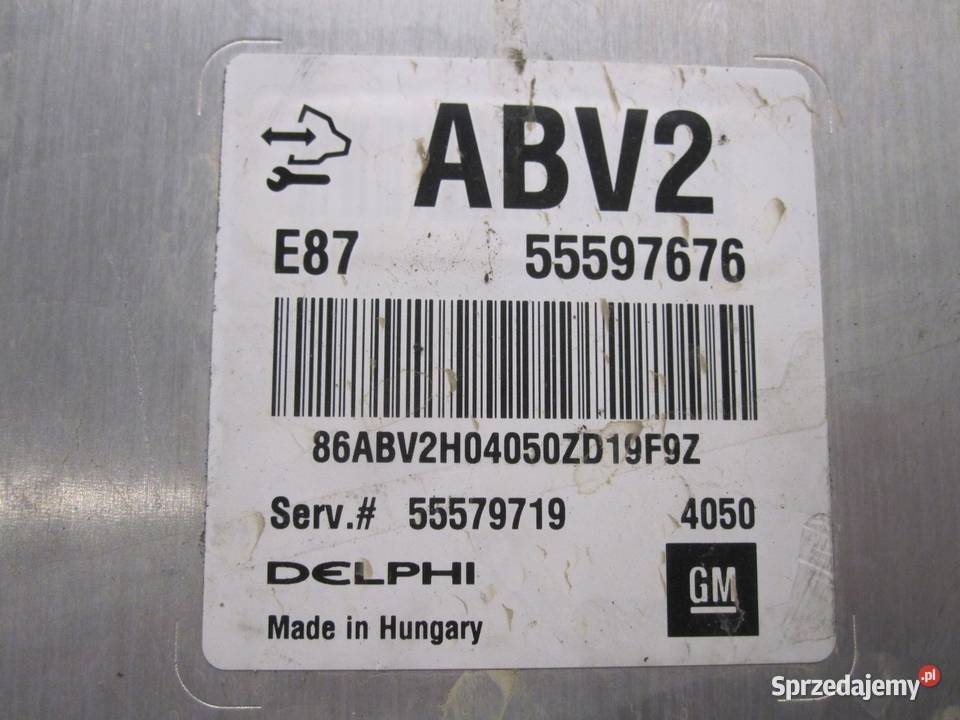 ABV2
E87 55597676
86ABV2H04050ZD19F9Z
Serv.# 55579719 4050
DELPHI
GM
Made in Hungary
Sprzedajemy.pl